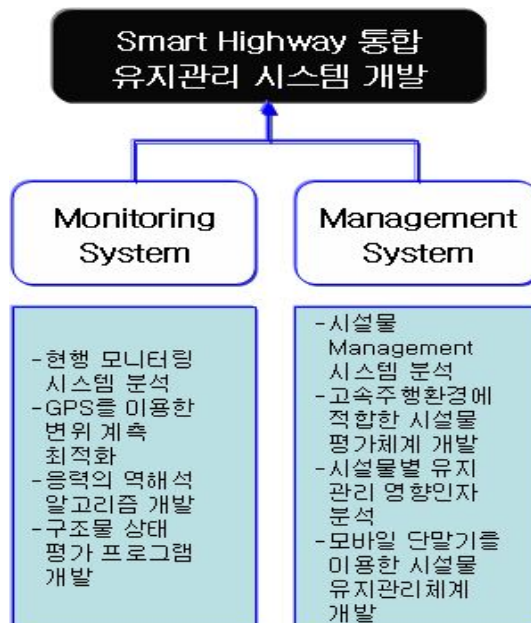 Smart Highway 통합
유지관리 시스템 개발
Monitoring
System
Management
System
-현행 모니터링
시스템 분석
-GPS를 이용한
변위 계측
최적화
-응력의 역해석
알고리즘 개발
-구조물 상태
평가 프로그램
개발
-시설물
Management
시스템 분석
-고속주행환경에
적합한 시설물
평가체계 개발
-시설물별 유지
관리 영향인자
분석
-모바일 단말기를
이용한 시설물
유지관리체계
개발